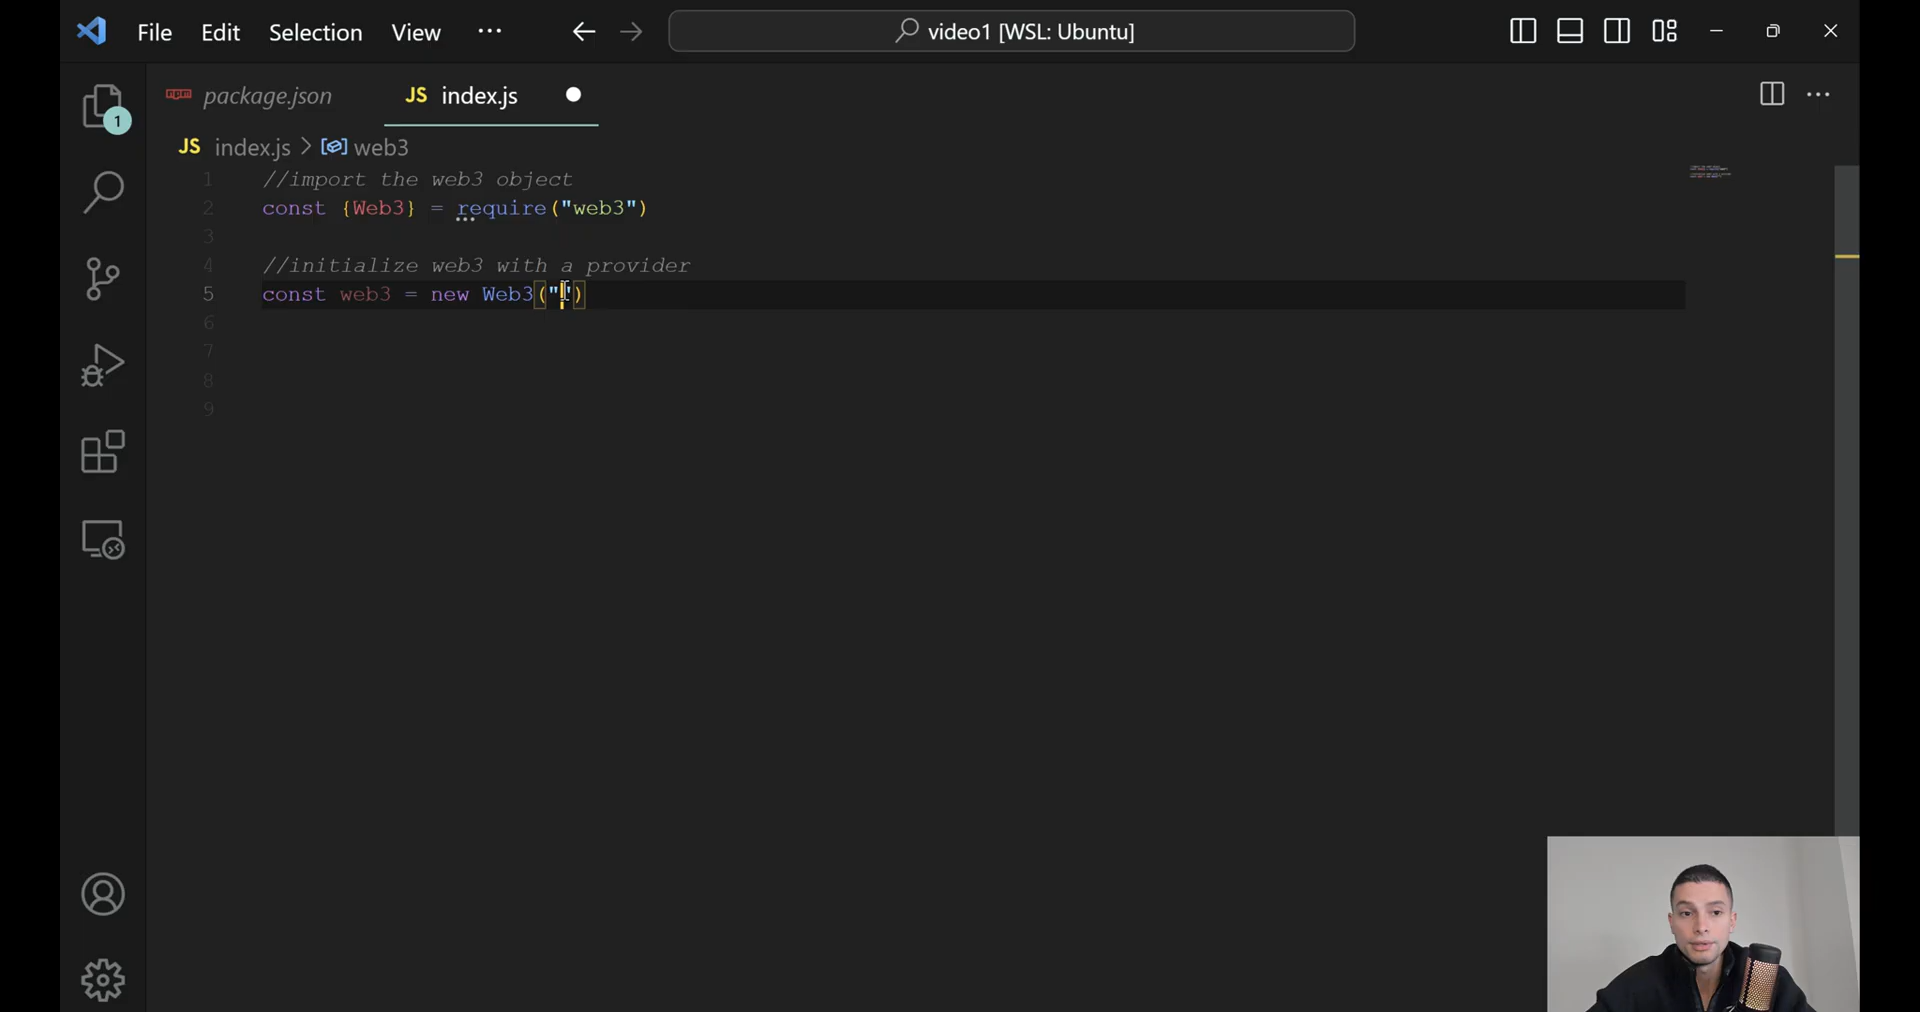 File Edit Selection View ··· video1 [WSL: Ubuntu]
package.json JS index.js
1
JS index.js > web3
1 //import the web3 object
2 const {Web3} = require("web3")
3
4 //initialize web3 with a provider
5 const web3 = new Web3("")
6
7
8
9